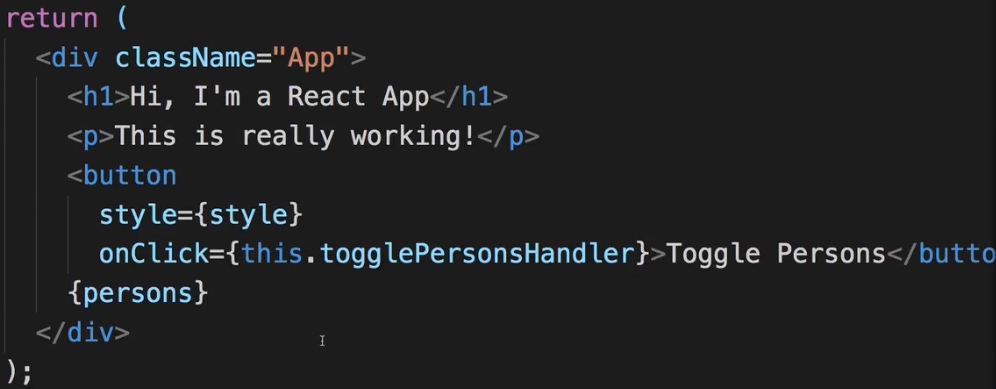 return (
<div className="App">
<h1>Hi, I'm a React App</h1>
<p>This is really working!</p>
<button
style={style}
onClick={this.togglePersonsHandler}>Toggle Persons</butto
{persons}
</div>
);